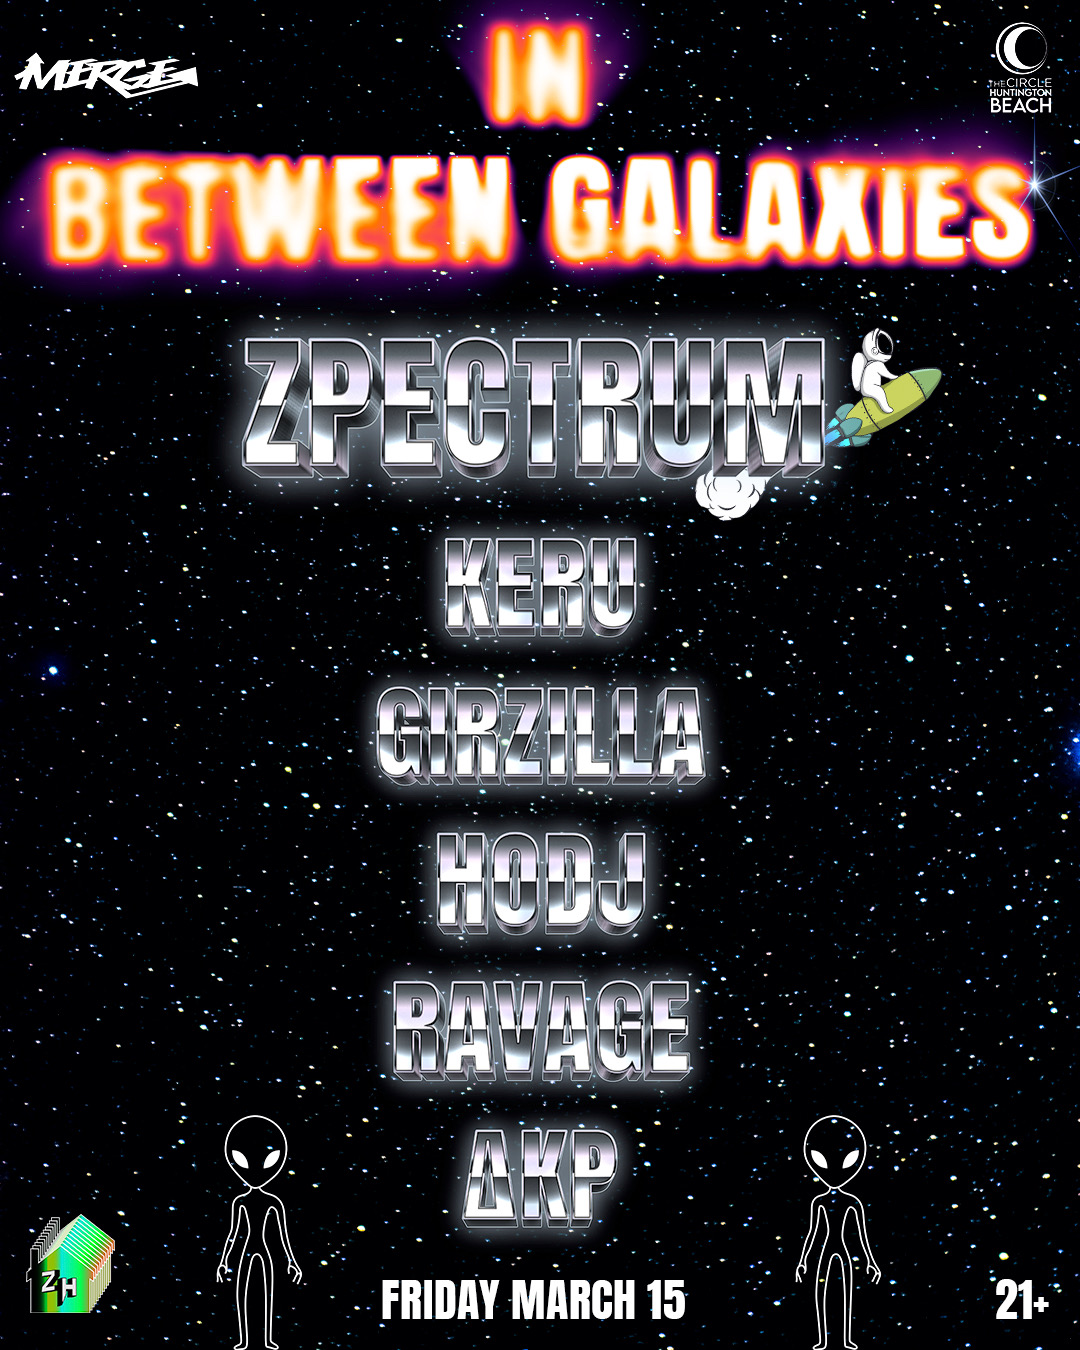 MERGE
IN
THE CIRCLE
HUNTINGTON
BEACH
BETWEEN GALAXIES
ZPECTRUM
KERU
GIRZILLA
HODJ
RAVAGE
ΔKP
ZH
FRIDAY MARCH 15
21+